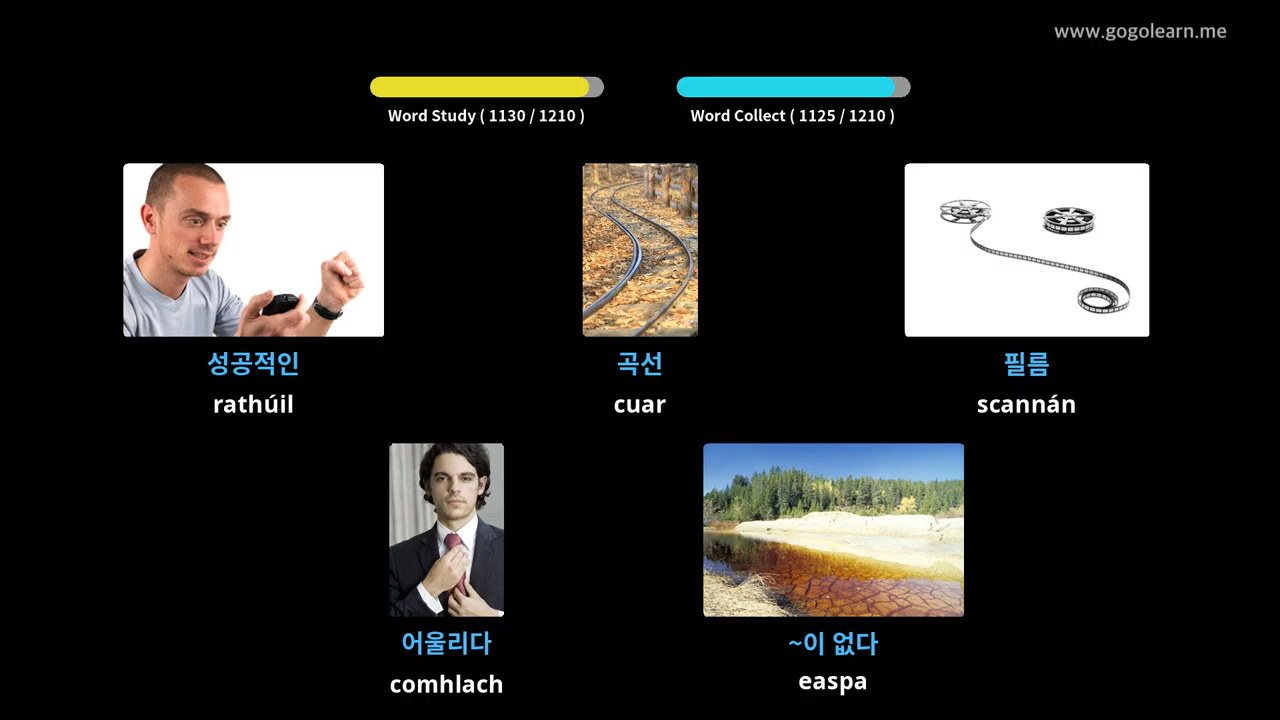 www.gogolearn.me
Word Study ( 1130 / 1210 )
Word Collect ( 1125 / 1210 )
성공적인
rathúil
곡선
cuar
필름
scannán
어울리다
comhlach
~이 없다
easpa